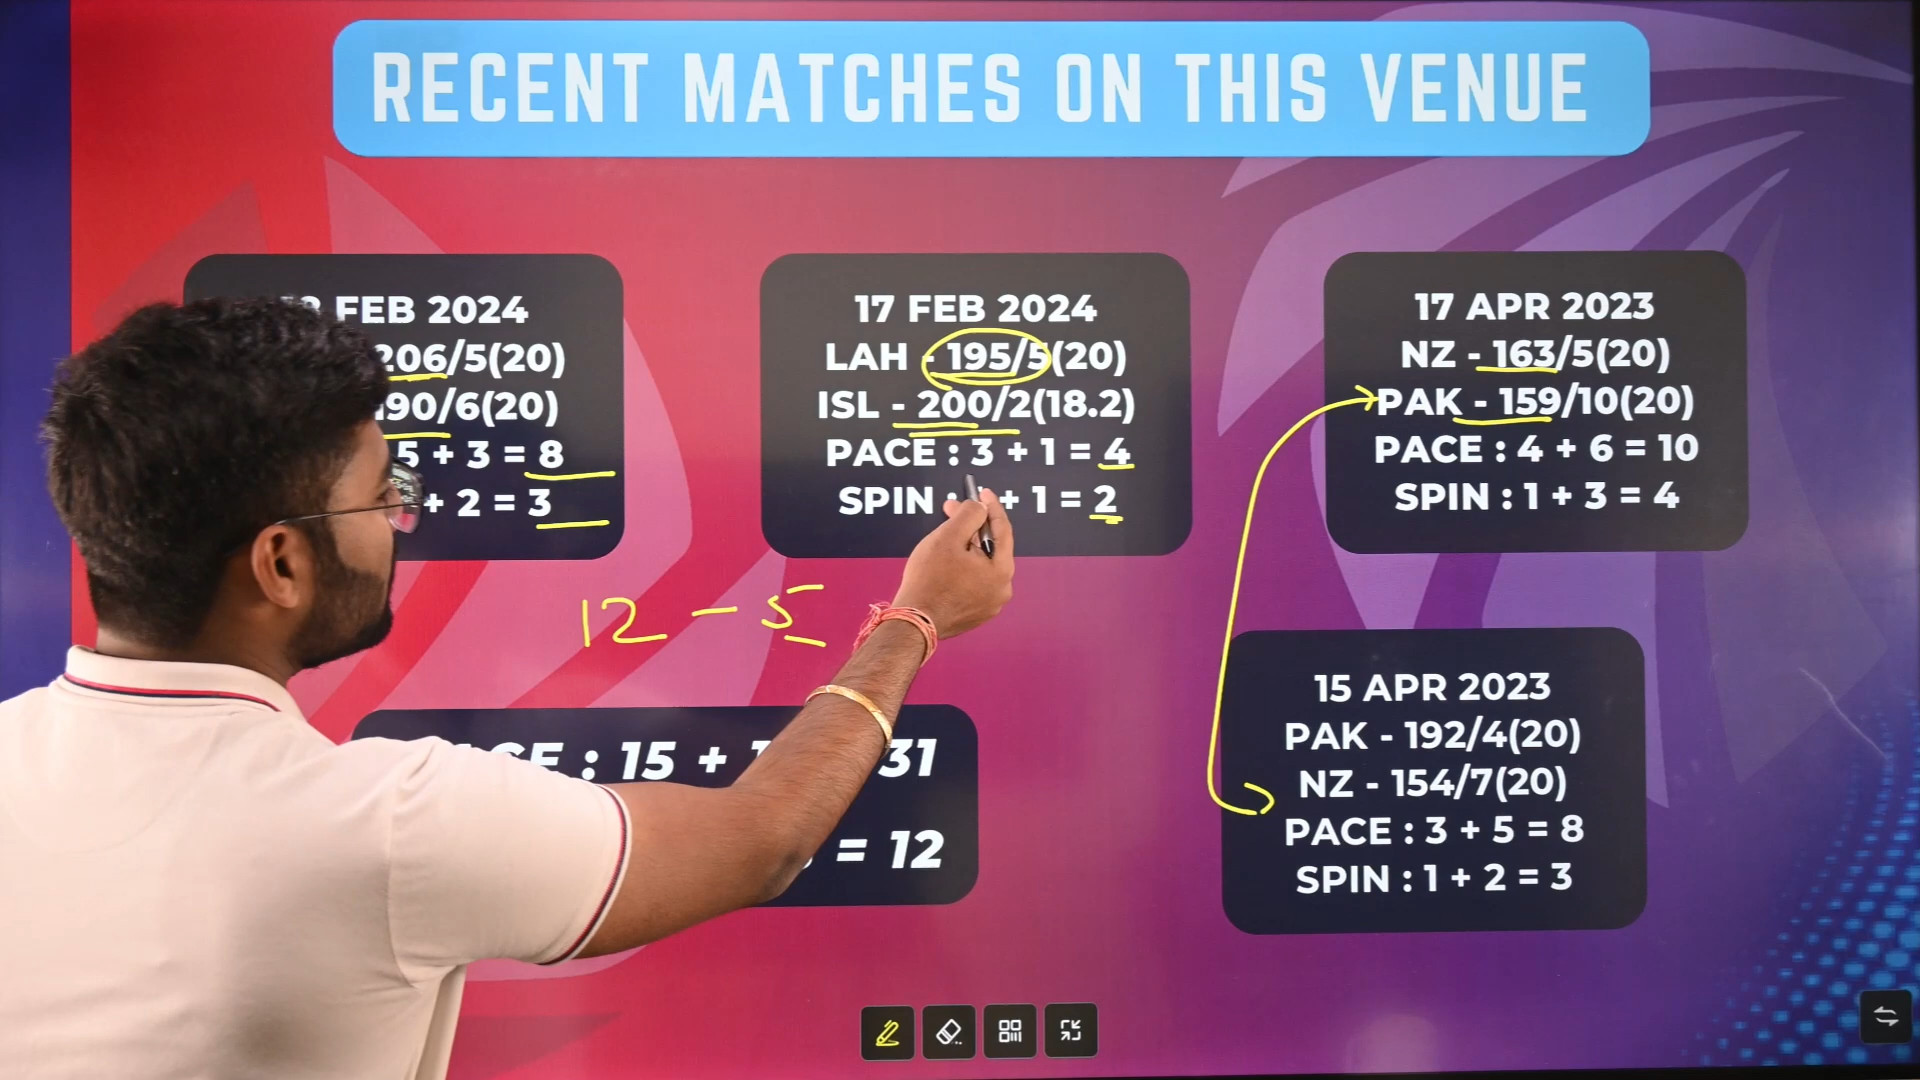 RECENT MATCHES ON THIS VENUE
FEB 2024
206/5(20)
190/6(20)
5 + 3 = 8
+ 2 = 3
17 FEB 2024
LAH - 195/5(20)
ISL - 200/2(18.2)
PACE : 3 + 1 = 4
SPIN : + 1 = 2
17 APR 2023
NZ - 163/5(20)
PAK - 159/10(20)
PACE : 4 + 6 = 10
SPIN : 1 + 3 = 4
12 - 5
: 15 + 31
= 12
15 APR 2023
PAK - 192/4(20)
NZ - 154/7(20)
PACE : 3 + 5 = 8
SPIN : 1 + 2 = 3